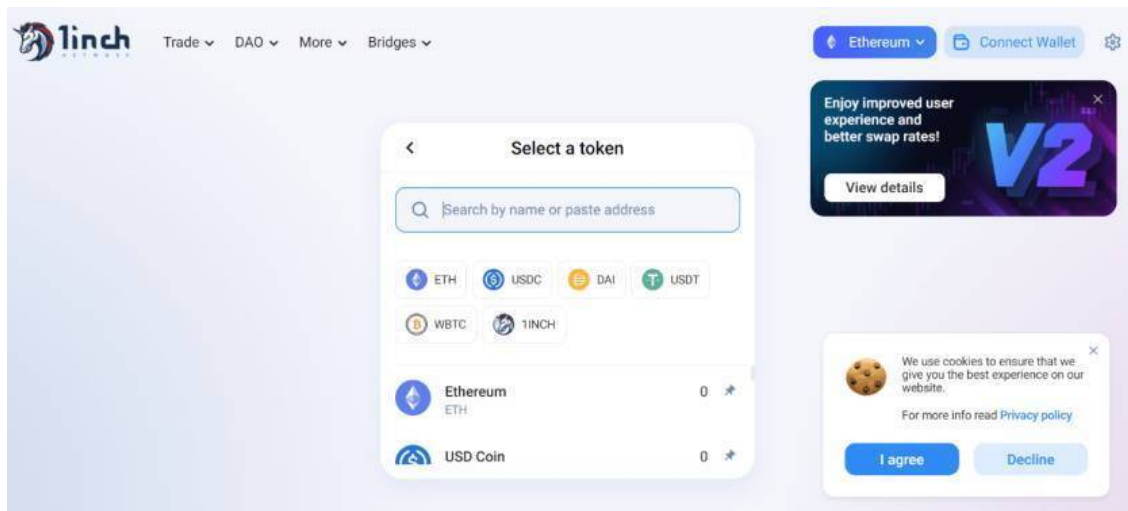 1inch
NETWORK
Trade DAO More Bridges
Ethereum Connect Wallet
Enjoy improved user
experience and
better swap rates!
V2
View details
Select a token
Search by name or paste address
ETH USDC DAI USDT
WBTC 1INCH
Ethereum 0
ETH
USD Coin 0
We use cookies to ensure that we
give you the best experience on our
website.
For more info read Privacy policy
I agree Decline